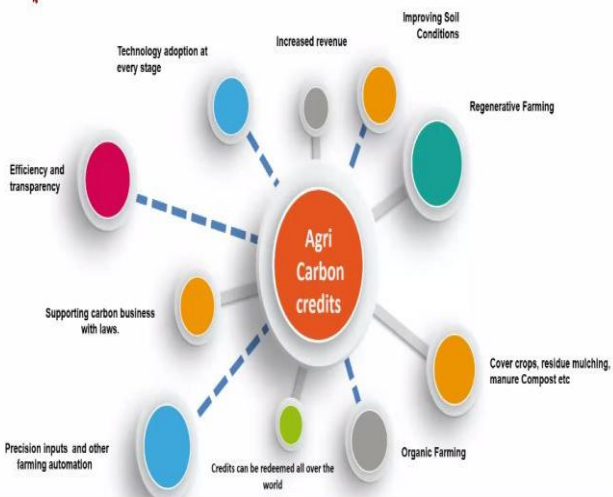 Improving Soil
Conditions
Increased revenue
Technology adoption at
every stage
Regenerative Farming
Efficiency and
transparency
Agri
Carbon
credits
Supporting carbon business
with laws.
Cover crops, residue mulching,
manure Compost etc
Organic Farming
Precision inputs  and other
farming automation
Credits can be redeemed all over the
world